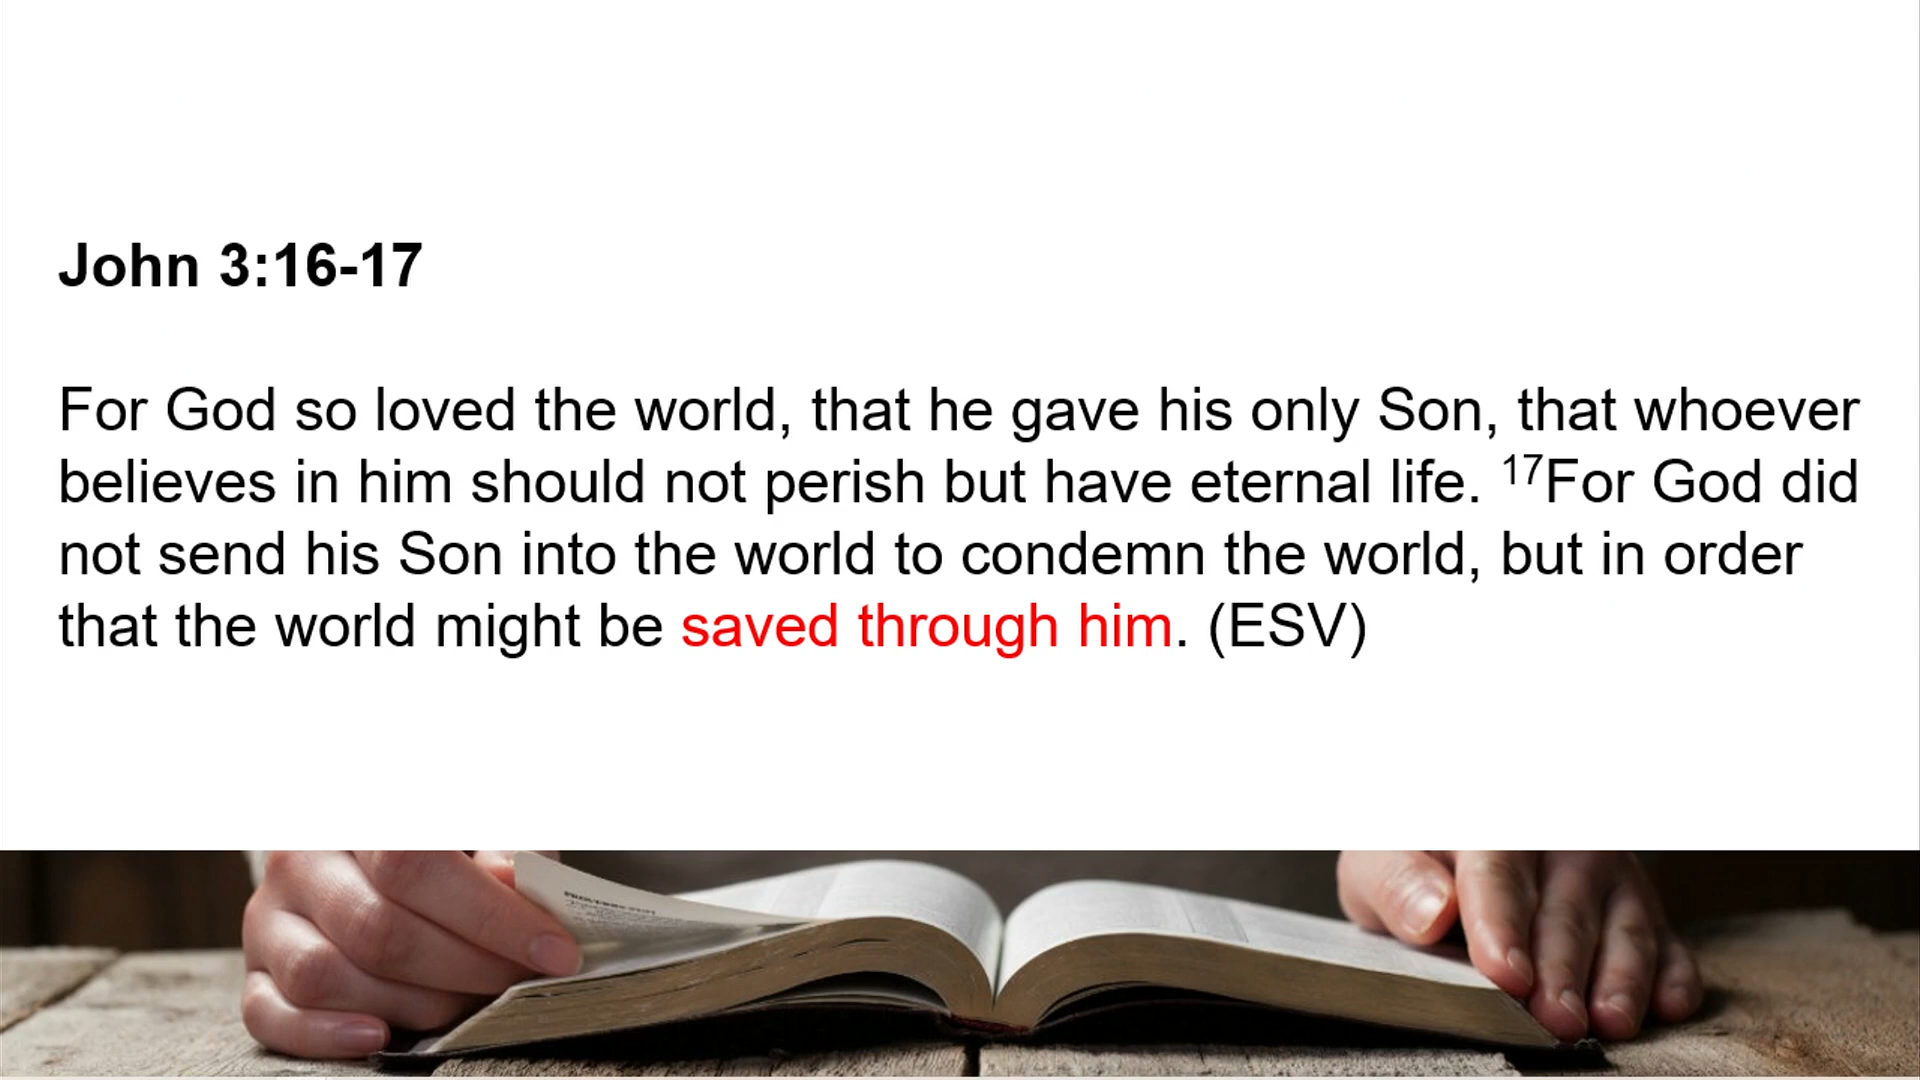 John 3:16-17
For God so loved the world, that he gave his only Son, that whoever
believes in him should not perish but have eternal life. ¹⁷For God did
not send his Son into the world to condemn the world, but in order
that the world might be saved through him. (ESV)